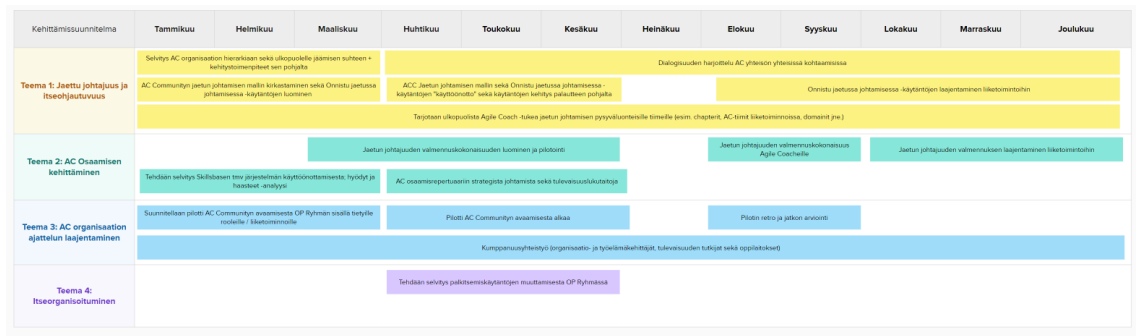 Kehittämissuunnitelma
Tammikuu
Helmikuu
Maaliskuu
Huhtikuu
Toukokuu
Kesäkuu
Heinäkuu
Elokuu
Syyskuu
Lokakuu
Marraskuu
Joulukuu
Teema 1: Jaettu johtajuus ja
itseohjautuvuus
Selvitys AC organisaation hierarkiaan sekä ulkopuolelle jäämisen suhteen +
kehitystoimenpiteet sen pohjalta
Dialogisuuden harjoittelu AC yhteisön yhteisissä kohtaamisissa
AC Communityn jaetun johtamisen mallin kirkastaminen sekä Onnistu jaetussa
johtamisessa -käytäntöjen luominen
ACC Jaetun johtamisen mallin sekä Onnistu jaetussa johtamisessa -
käytäntöjen "käyttöönotto" sekä käytäntöjen kehitys palautteen pohjalta
Onnistu jaetussa johtamisessa -käytäntöjen laajentaminen liiketoimintoihin
Tarjotaan ulkopuolista Agile Coach -tukea jaetun johtamisen pysyväluonteisille tiimeille (esim. chapterit, AC-tiimit liiketoiminnoissa, domainit jne.)
Teema 2: AC Osaamisen
kehittäminen
Jaetun johtajuuden valmennuskokonaisuuden luominen ja pilotointi
Jaetun johtajuuden valmennuskokonaisuus
Agile Coacheille
Jaetun johtajuuden valmennuksen laajentaminen liiketoimintoihin
Tehdään selvitys Skillsbasen tmv järjestelmän käyttöönottamisesta; hyödyt ja
haasteet -analyysi
AC osaamisrepertuaariin strategista johtamista sekä tulevaisuuslukutaitoja
Teema 3: AC organisaation
ajattelun laajentaminen
Suunnitellaan pilotti AC Communityn avaamisesta OP Ryhmän sisällä tietyille
rooleille / liiketoiminnoille
Pilotti AC Communityn avaamisesta alkaa
Pilotin retro ja jatkon arviointi
Kumppanuusyhteistyö (organisaatio- ja työelämäkehittäjät, tulevaisuuden tutkijat sekä oppilaitokset)
Teema 4:
Itseorganisoituminen
Tehdään selvitys palkitsemiskäytäntöjen muuttamisesta OP Ryhmässä